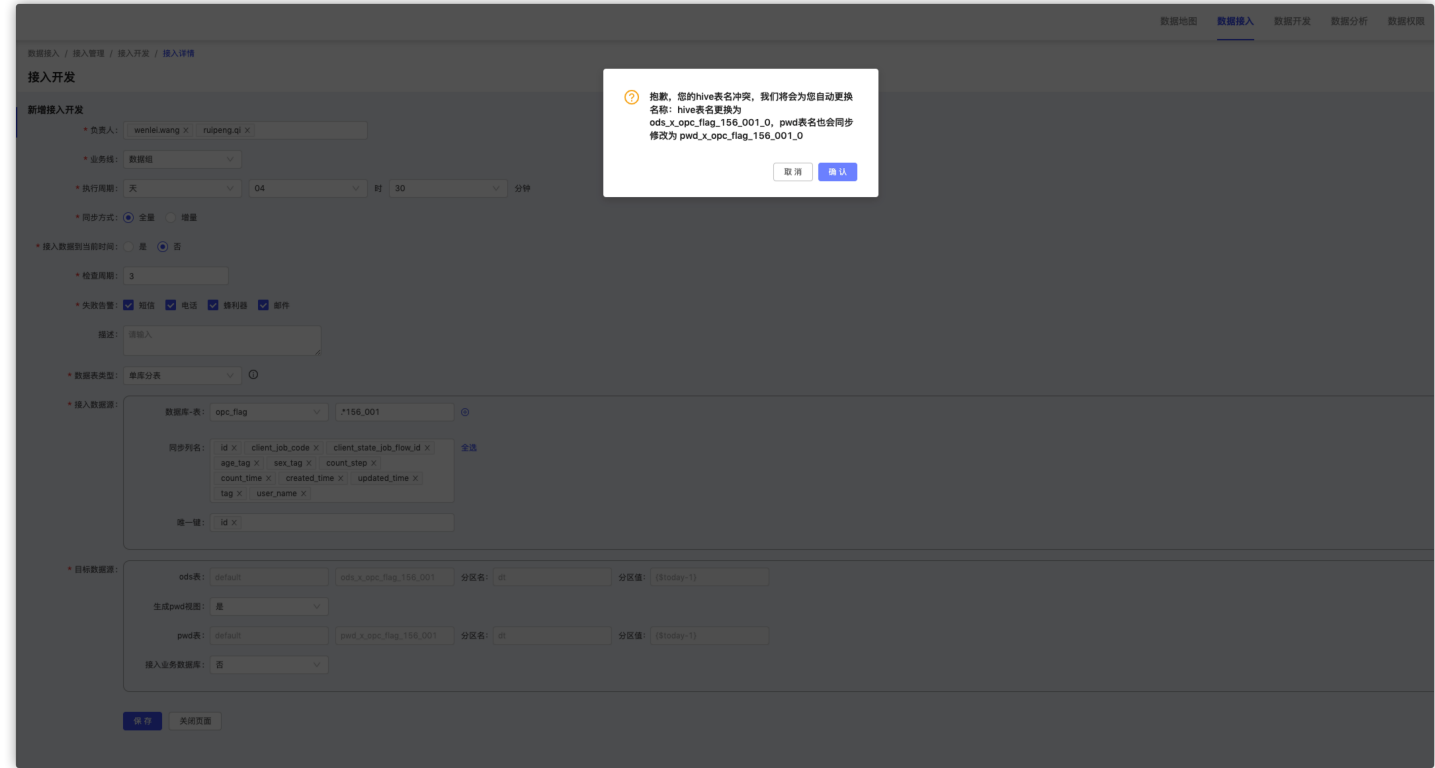 数据地图 数据接入 数据开发 数据分析 数据权限
数据接入 / 接入管理 / 接入开发 / 接入详情
接入开发
抱歉，您的hive表名冲突，我们将会为您自动更换
名称：hive表名更换为
ods_x_opc_flag_156_001_0，pwd表名也会同步
修改为 pwd_x_opc_flag_156_001_0
取 消 确 认
新增接入开发
* 负责人： wenlei.wang × ruipeng.qi ×
* 业务线： 数据组
* 执行周期： 天 04 时 30 分钟
* 同步方式： 全量 增量
* 接入数据到当前时间： 是 否
* 检查周期： 3
* 失败告警： 短信 电话 蜂利器 邮件
描述： 请输入
* 数据表类型： 单库分表
* 接入数据源：
数据库-表： opc_flag .*156_001
同步列名： id × client_job_code × client_state_job_flow_id × 全选
age_tag × sex_tag × count_step ×
count_time × created_time × updated_time ×
tag × user_name ×
唯一键： id ×
* 目标数据源：
ods表： default ods_x_opc_flag_156_001 分区名： dt 分区值： {$today-1}
生成pwd视图： 是
pwd表： default pwd_x_opc_flag_156_001 分区名： dt 分区值： {$today-1}
接入业务数据库： 否
保 存 关闭页面